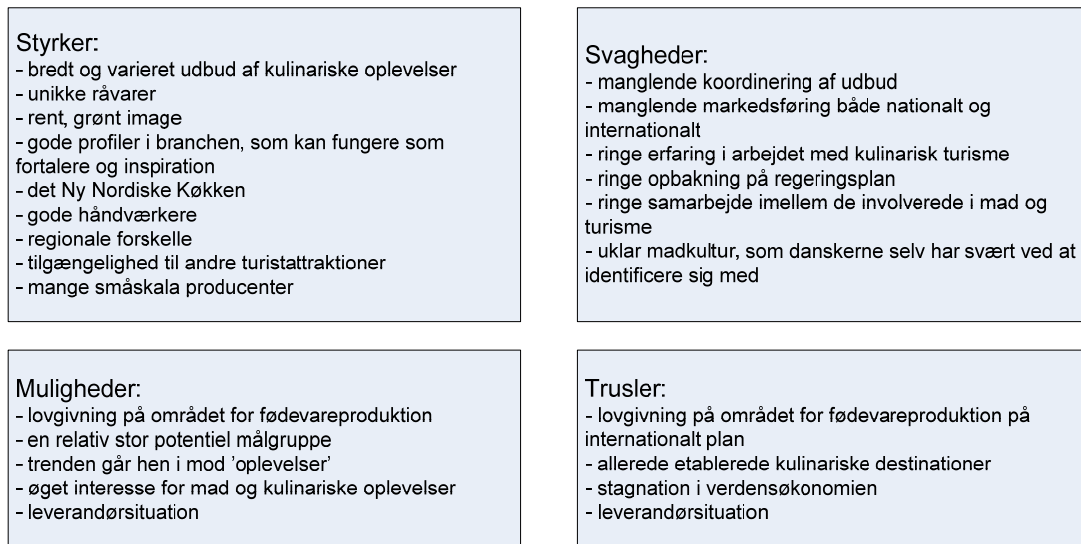 Styrker:
- bredt og varieret udbud af kulinariske oplevelser
- unikke råvarer
- rent, grønt image
- gode profiler i branchen, som kan fungere som
fortalere og inspiration
- det Ny Nordiske Køkken
- gode håndværkere
- regionale forskelle
- tilgængelighed til andre turistattraktioner
- mange småskala producenter
Svagheder:
- manglende koordinering af udbud
- manglende markedsføring både nationalt og
internationalt
- ringe erfaring i arbejdet med kulinarisk turisme
- ringe opbakning på regeringsplan
- ringe samarbejde imellem de involverede i mad og
turisme
- uklar madkultur, som danskerne selv har svært ved at
identificere sig med
Muligheder:
- lovgivning på området for fødevareproduktion
- en relativ stor potentiel målgruppe
- trenden går hen i mod 'oplevelser'
- øget interesse for mad og kulinariske oplevelser
- leverandørsituation
Trusler:
- lovgivning på området for fødevareproduktion på
internationalt plan
- allerede etablerede kulinariske destinationer
- stagnation i verdensøkonomien
- leverandørsituation